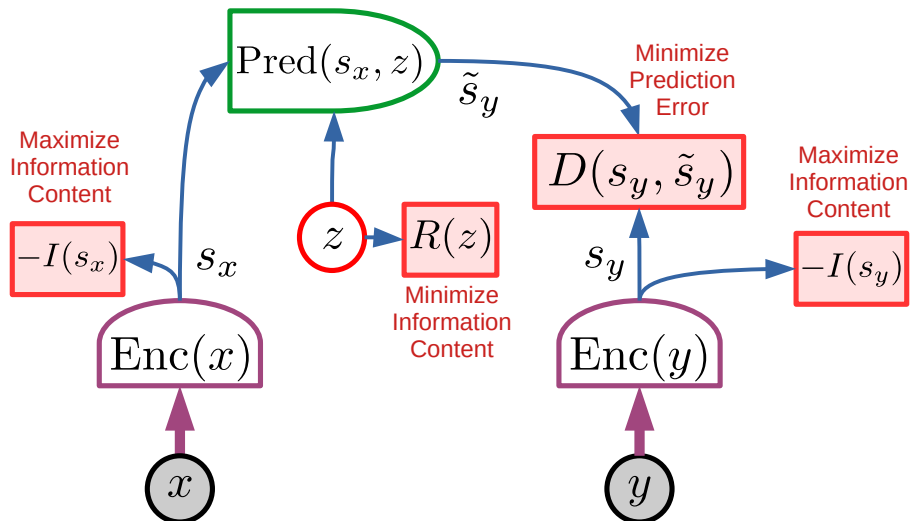 Pred(s_x, z)
s̃_y
Minimize
Prediction
Error
D(s_y, s̃_y)
Maximize
Information
Content
-I(s_x)
s_x
z
R(z)
Minimize
Information
Content
s_y
Maximize
Information
Content
-I(s_y)
Enc(x)
Enc(y)
x
y